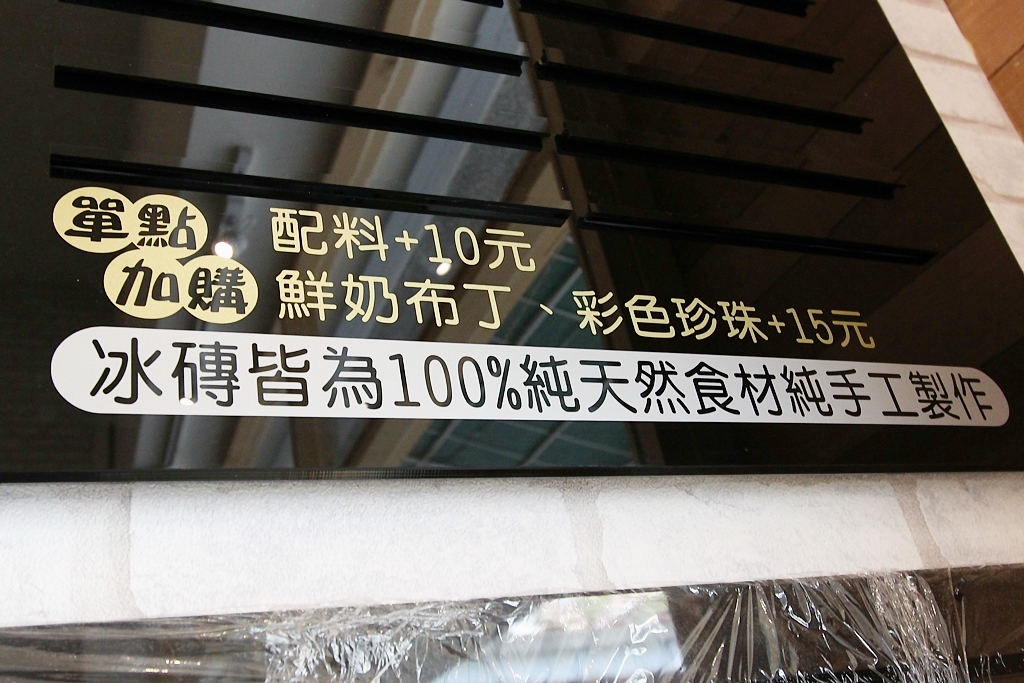 單點 配料+10元
加購 鮮奶布丁、彩色珍珠+15元
冰磚皆為100%純天然食材純手工製作